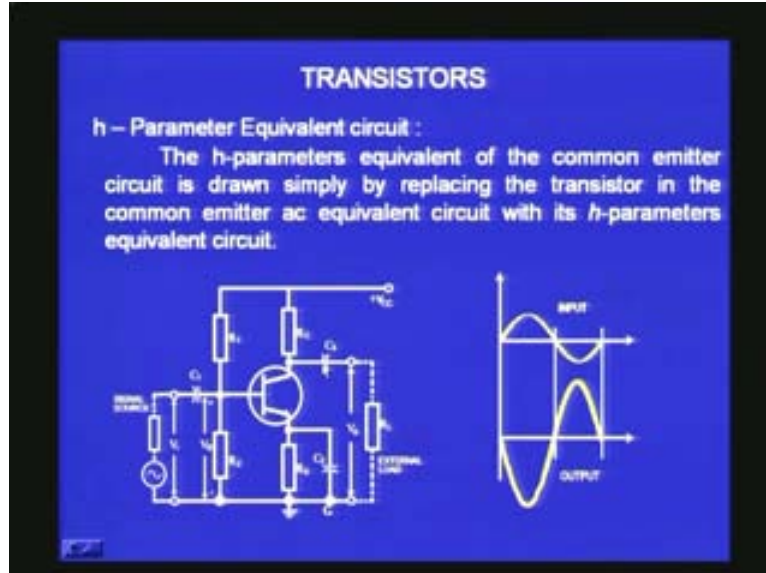 TRANSISTORS
h – Parameter Equivalent circuit :
The h-parameters equivalent of the common emitter
circuit is drawn simply by replacing the transistor in the
common emitter ac equivalent circuit with its h-parameters
equivalent circuit.
+VCC
INPUT
SIGNAL
SOURCE
EXTERNAL
LOAD
OUTPUT